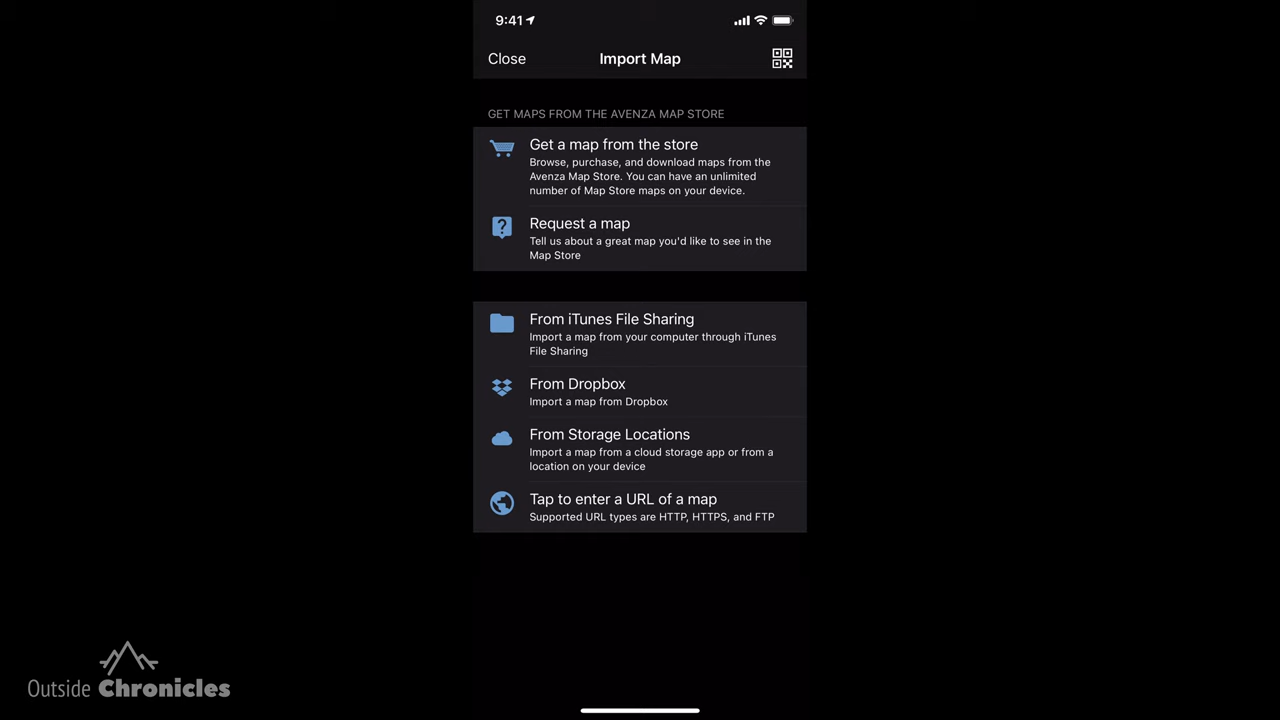 9:41
Close
Import Map
GET MAPS FROM THE AVENZA MAP STORE
Get a map from the store
Browse, purchase, and download maps from the
Avenza Map Store. You can have an unlimited
number of Map Store maps on your device.
Request a map
Tell us about a great map you'd like to see in the
Map Store
From iTunes File Sharing
Import a map from your computer through iTunes
File Sharing
From Dropbox
Import a map from Dropbox
From Storage Locations
Import a map from a cloud storage app or from a
location on your device
Tap to enter a URL of a map
Supported URL types are HTTP, HTTPS, and FTP
Outside Chronicles